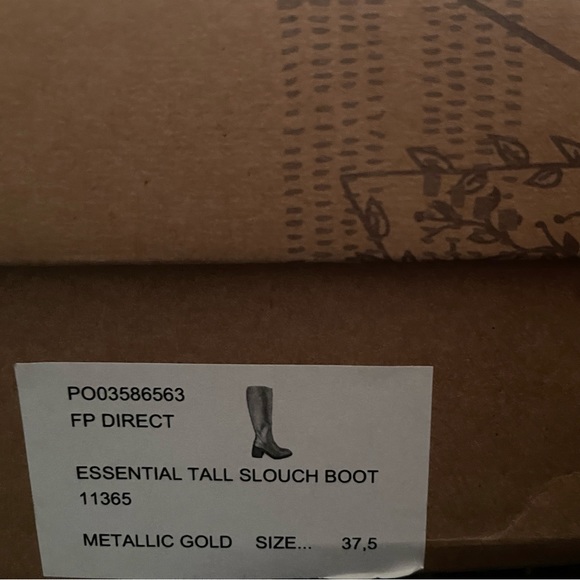 PO03586563
FP DIRECT
ESSENTIAL TALL SLOUCH BOOT
11365
METALLIC GOLD SIZE... 37,5